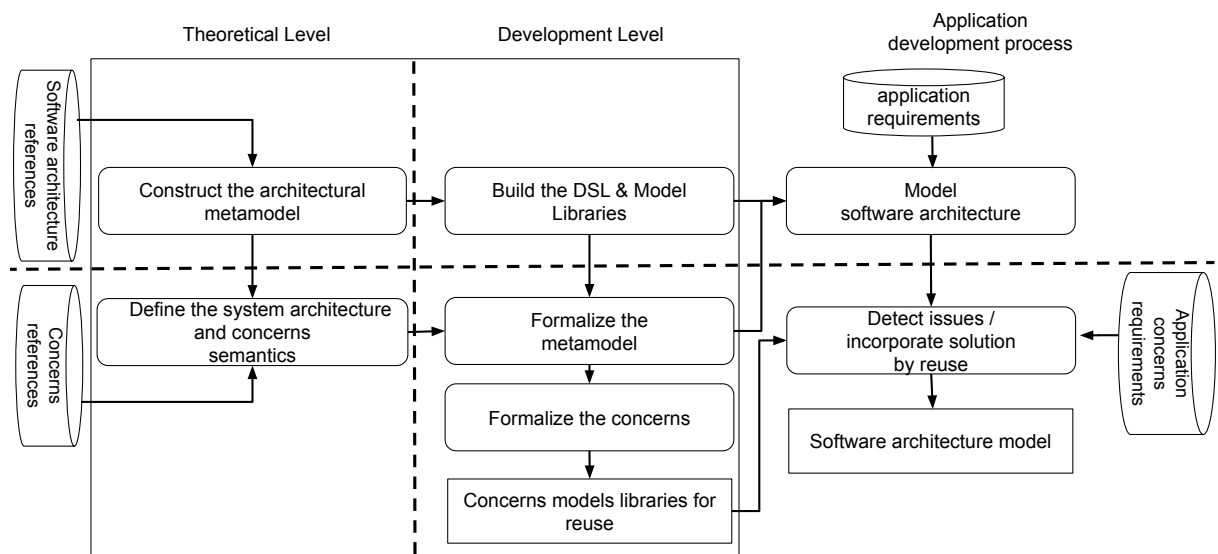 Theoretical Level
Development Level
Application
development process
Software architecture
references
application
requirements
Construct the architectural
metamodel
Build the DSL & Model
Libraries
Model
software architecture
Concerns
references
Define the system architecture
and concerns
semantics
Formalize the
metamodel
Detect issues /
incorporate solution
by reuse
Application
concerns
requirements
Formalize the concerns
Software architecture model
Concerns models libraries for
reuse